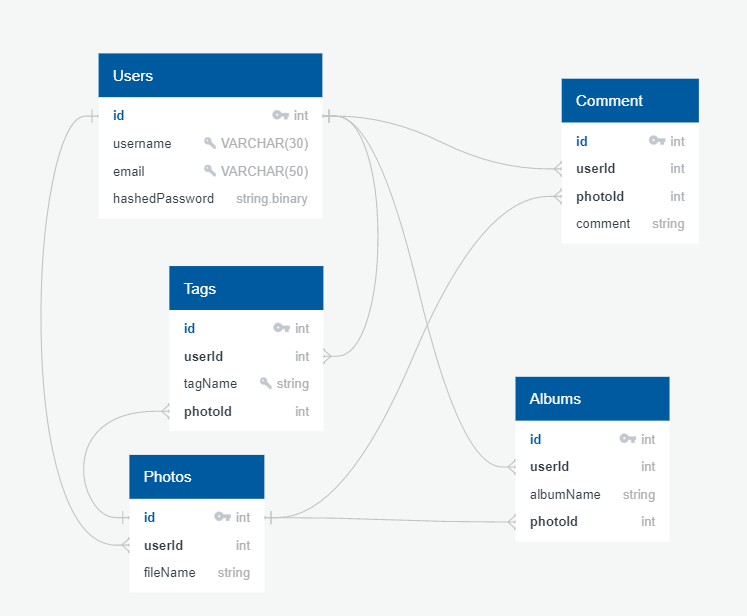 Users
id int
username VARCHAR(30)
email VARCHAR(50)
hashedPassword string.binary
Comment
id int
userId int
photoId int
comment string
Tags
id int
userId int
tagName string
photoId int
Albums
id int
userId int
albumName string
photoId int
Photos
id int
userId int
fileName string